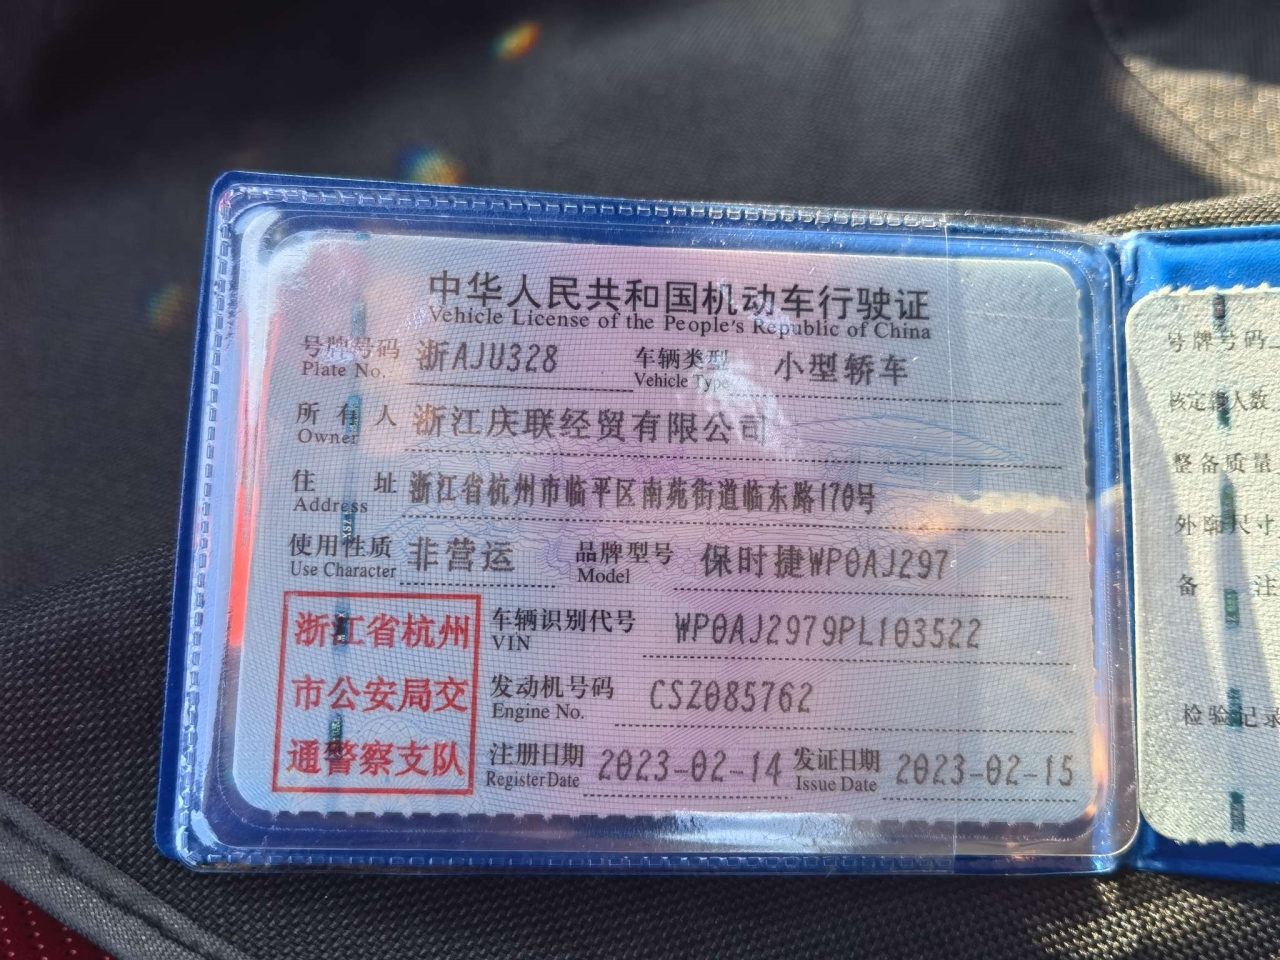 中华人民共和国机动车行驶证
Vehicle License of the People's Republic of China
号牌号码 浙AJU328 车辆类型 小型轿车
Plate No. Vehicle Type
所有人 浙江庆联经贸有限公司
Owner
住址 浙江省杭州市临平区南苑街道临东路170号
Address
使用性质 非营运 品牌型号 保时捷WP0AJ297
Use Character Model
浙江省杭州
市公安局交
通警察支队
车辆识别代号 WP0AJ2979PL103522
VIN
发动机号码 CSZ085762
Engine No.
注册日期 2023-02-14 发证日期 2023-02-15
Register Date Issue Date
号牌号码
核定载人数
整备质量
外廓尺寸
备注
检验记录